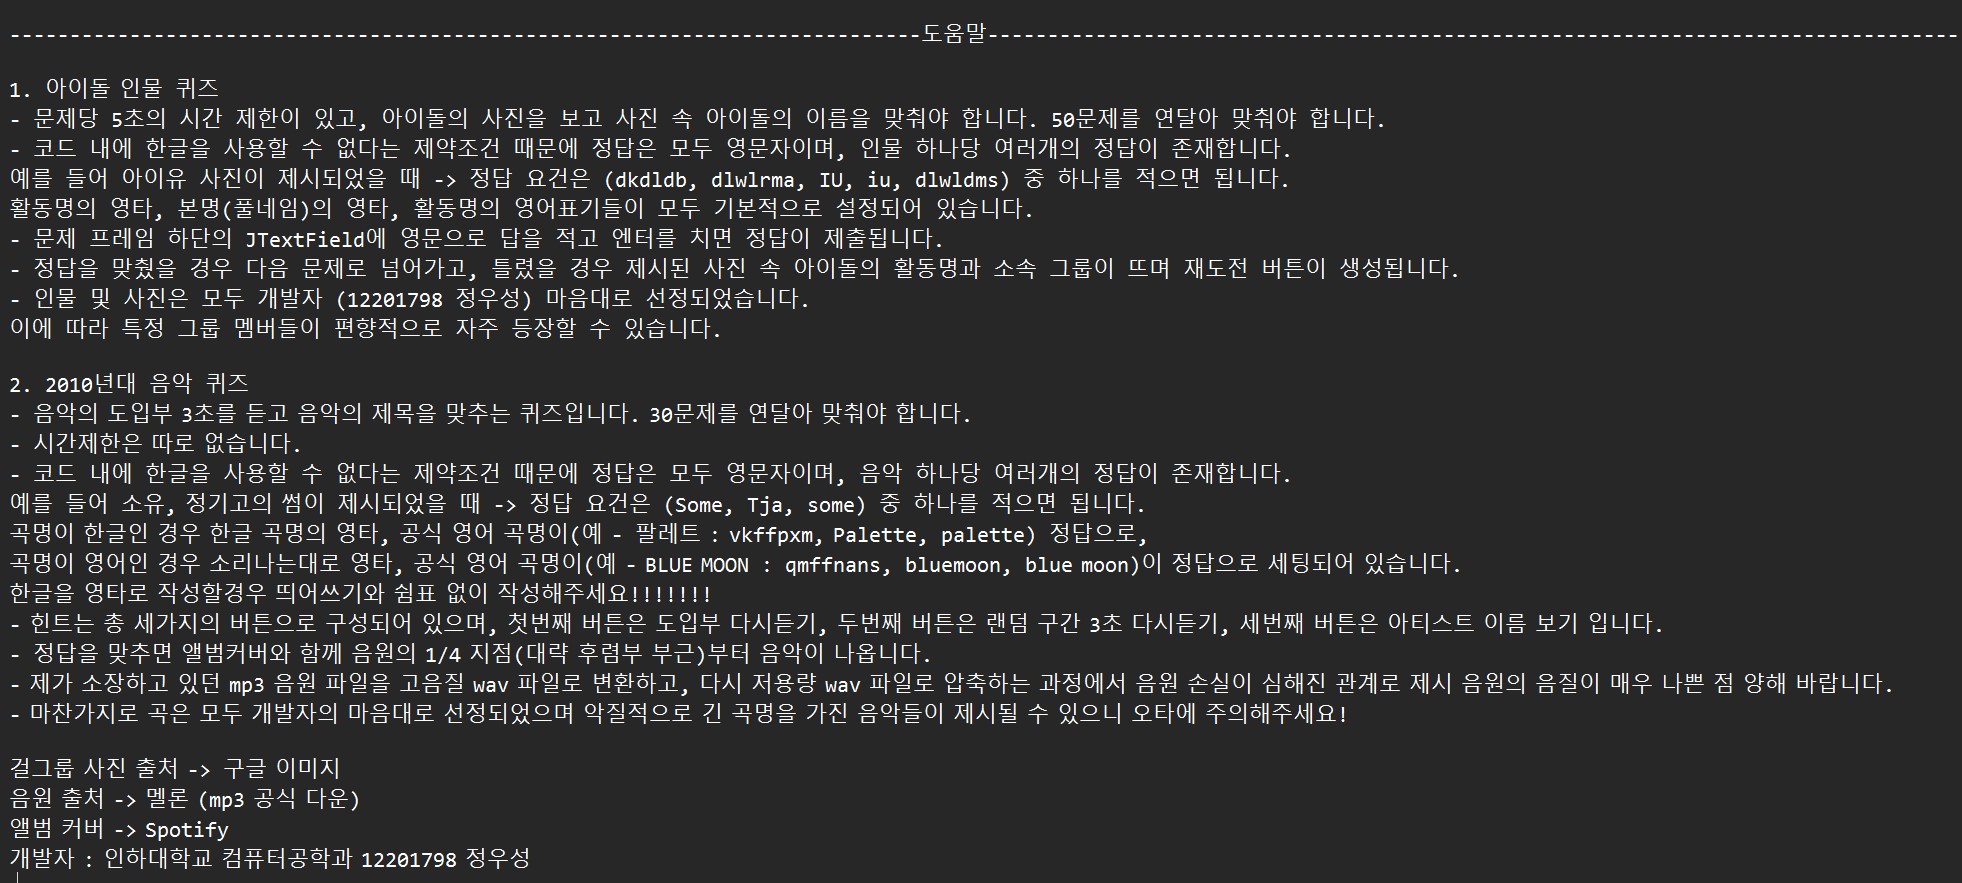 ----------------------------------------------------------------------------도움말---------------------------------------------------------------------------------
1. 아이돌 인물 퀴즈
- 문제당 5초의 시간 제한이 있고, 아이돌의 사진을 보고 사진 속 아이돌의 이름을 맞춰야 합니다. 50문제를 연달아 맞춰야 합니다.
- 코드 내에 한글을 사용할 수 없다는 제약조건 때문에 정답은 모두 영문자이며, 인물 하나당 여러개의 정답이 존재합니다.
예를 들어 아이유 사진이 제시되었을 때 -> 정답 요건은 (dkdldb, dlwlrma, IU, iu, dlwldms) 중 하나를 적으면 됩니다.
활동명의 영타, 본명(풀네임)의 영타, 활동명의 영어표기들이 모두 기본적으로 설정되어 있습니다.
- 문제 프레임 하단의 JTextField에 영문으로 답을 적고 엔터를 치면 정답이 제출됩니다.
- 정답을 맞췄을 경우 다음 문제로 넘어가고, 틀렸을 경우 제시된 사진 속 아이돌의 활동명과 소속 그룹이 뜨며 재도전 버튼이 생성됩니다.
- 인물 및 사진은 모두 개발자 (12201798 정우성) 마음대로 선정되었습니다.
이에 따라 특정 그룹 멤버들이 편향적으로 자주 등장할 수 있습니다.
2. 2010년대 음악 퀴즈
- 음악의 도입부 3초를 듣고 음악의 제목을 맞추는 퀴즈입니다. 30문제를 연달아 맞춰야 합니다.
- 시간제한은 따로 없습니다.
- 코드 내에 한글을 사용할 수 없다는 제약조건 때문에 정답은 모두 영문자이며, 음악 하나당 여러개의 정답이 존재합니다.
예를 들어 소유, 정기고의 썸이 제시되었을 때 -> 정답 요건은 (Some, Tja, some) 중 하나를 적으면 됩니다.
곡명이 한글인 경우 한글 곡명의 영타, 공식 영어 곡명이(예 - 팔레트 : vkffpxm, Palette, palette) 정답으로,
곡명이 영어인 경우 소리나는대로 영타, 공식 영어 곡명이(예 - BLUE MOON : qmffnans, bluemoon, blue moon)이 정답으로 세팅되어 있습니다.
한글을 영타로 작성할경우 띄어쓰기와 쉼표 없이 작성해주세요!!!!!!!
- 힌트는 총 세가지의 버튼으로 구성되어 있으며, 첫번째 버튼은 도입부 다시듣기, 두번째 버튼은 랜덤 구간 3초 다시듣기, 세번째 버튼은 아티스트 이름 보기 입니다.
- 정답을 맞추면 앨범커버와 함께 음원의 1/4 지점(대략 후렴부 부근)부터 음악이 나옵니다.
- 제가 소장하고 있던 mp3 음원 파일을 고음질 wav 파일로 변환하고, 다시 저용량 wav 파일로 압축하는 과정에서 음원 손실이 심해진 관계로 제시 음원의 음질이 매우 나쁜 점 양해 바랍니다.
- 마찬가지로 곡은 모두 개발자의 마음대로 선정되었으며 악질적으로 긴 곡명을 가진 음악들이 제시될 수 있으니 오타에 주의해주세요!
걸그룹 사진 출처 -> 구글 이미지
음원 출처 -> 멜론 (mp3 공식 다운)
앨범 커버 -> Spotify
개발자 : 인하대학교 컴퓨터공학과 12201798 정우성